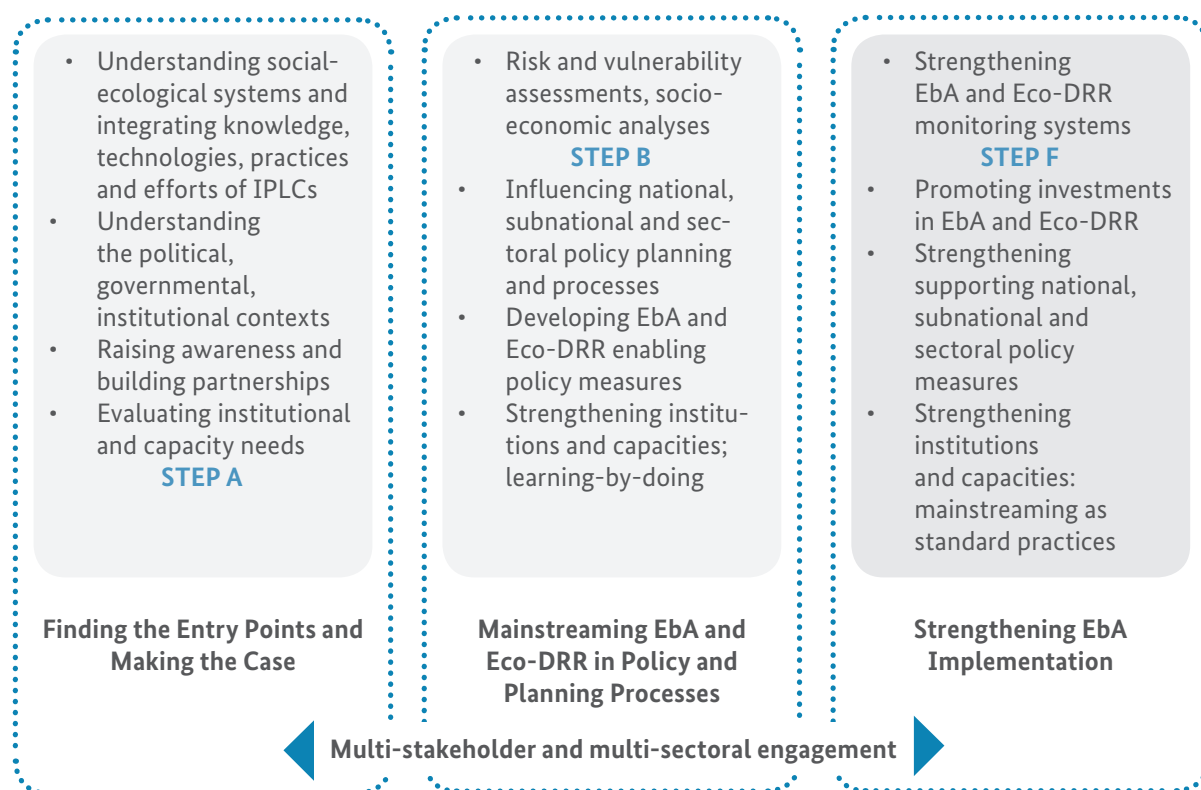 • Understanding social-
ecological systems and
integrating knowledge,
technologies, practices
and efforts of IPLCs
• Understanding
the political,
governmental,
institutional contexts
• Raising awareness and
building partnerships
• Evaluating institutional
and capacity needs
STEP A
Finding the Entry Points and
Making the Case
• Risk and vulnerability
assessments, socio-
economic analyses
STEP B
• Influencing national,
subnational and sec-
toral policy planning
and processes
• Developing EbA and
Eco-DRR enabling
policy measures
• Strengthening institu-
tions and capacities;
learning-by-doing
Mainstreaming EbA and
Eco-DRR in Policy and
Planning Processes
• Strengthening
EbA and Eco-DRR
monitoring systems
STEP F
• Promoting investments
in EbA and Eco-DRR
• Strengthening
supporting national,
subnational and
sectoral policy
measures
• Strengthening
institutions
and capacities:
mainstreaming as
standard practices
Strengthening EbA
Implementation
Multi-stakeholder and multi-sectoral engagement